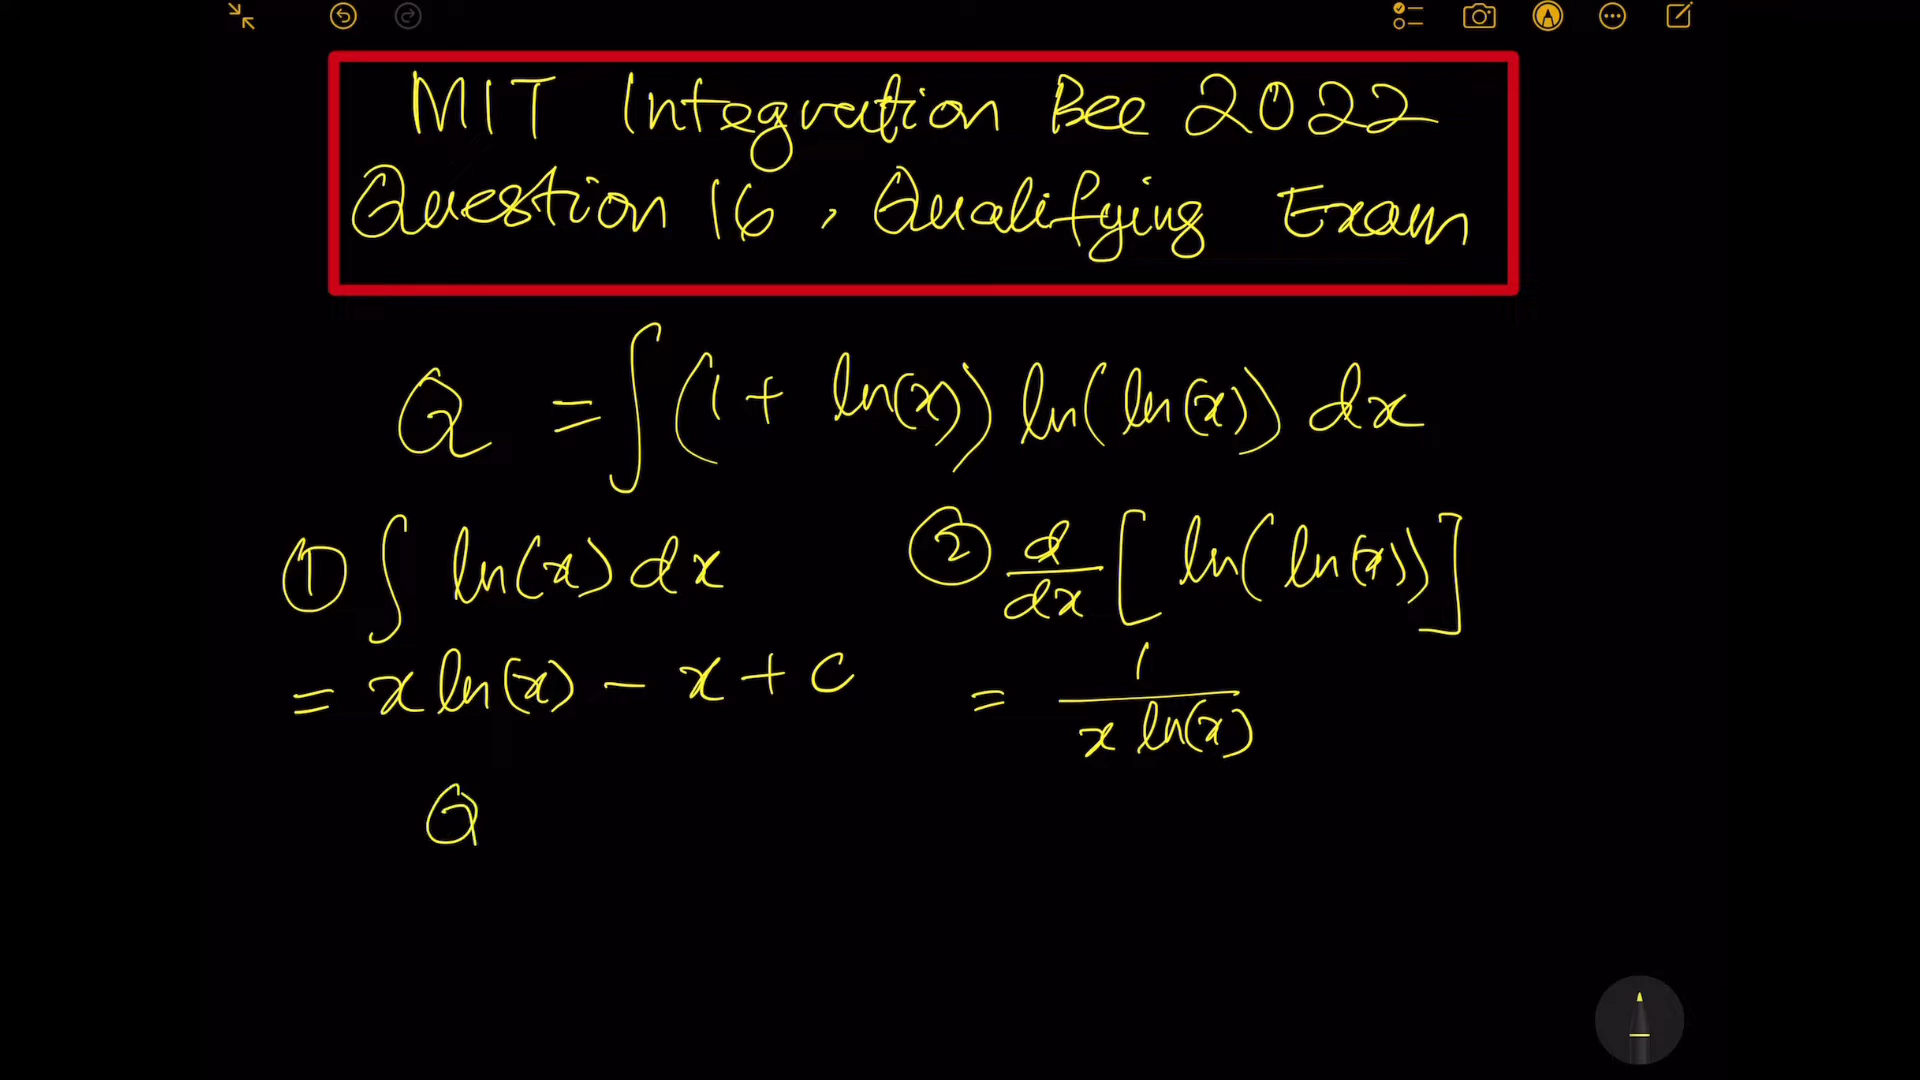 MIT Integration Bee 2022
Question 16, Qualifying Exam
Q = ∫ (1 + ln(x)) ln(ln(x)) dx
① ∫ ln(x) dx
= x ln(x) - x + C
② d/dx [ ln(ln(x)) ]
= 1 / x ln(x)
Q